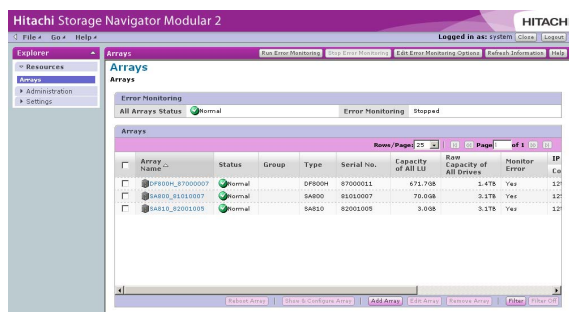 Hitachi Storage Navigator Modular 2
HITACHI
File Go Help
Logged in as: system Close Logout
Explorer
Arrays
Run Error Monitoring Stop Error Monitoring Edit Error Monitoring Options Refresh Information Help
Resources
Arrays
Administration
Settings
Arrays
Arrays
Error Monitoring
All Arrays Status Normal Error Monitoring Stopped
Arrays
Rows/Page: 25 Page 1 of 1
Array Name Status Group Type Serial No. Capacity of All LU Raw Capacity of All Drives Monitor Error IP Co
DF800H_87000007 Normal DF800H 87000011 671.7GB 1.4TB Yes 127
SA800_81010007 Normal SA800 81010007 70.0GB 3.1TB Yes 127
SA810_82001005 Normal SA810 82001005 3.0GB 3.1TB Yes 127
Reboot Array Show & Configure Array Add Array Edit Array Remove Array Filter Filter Off